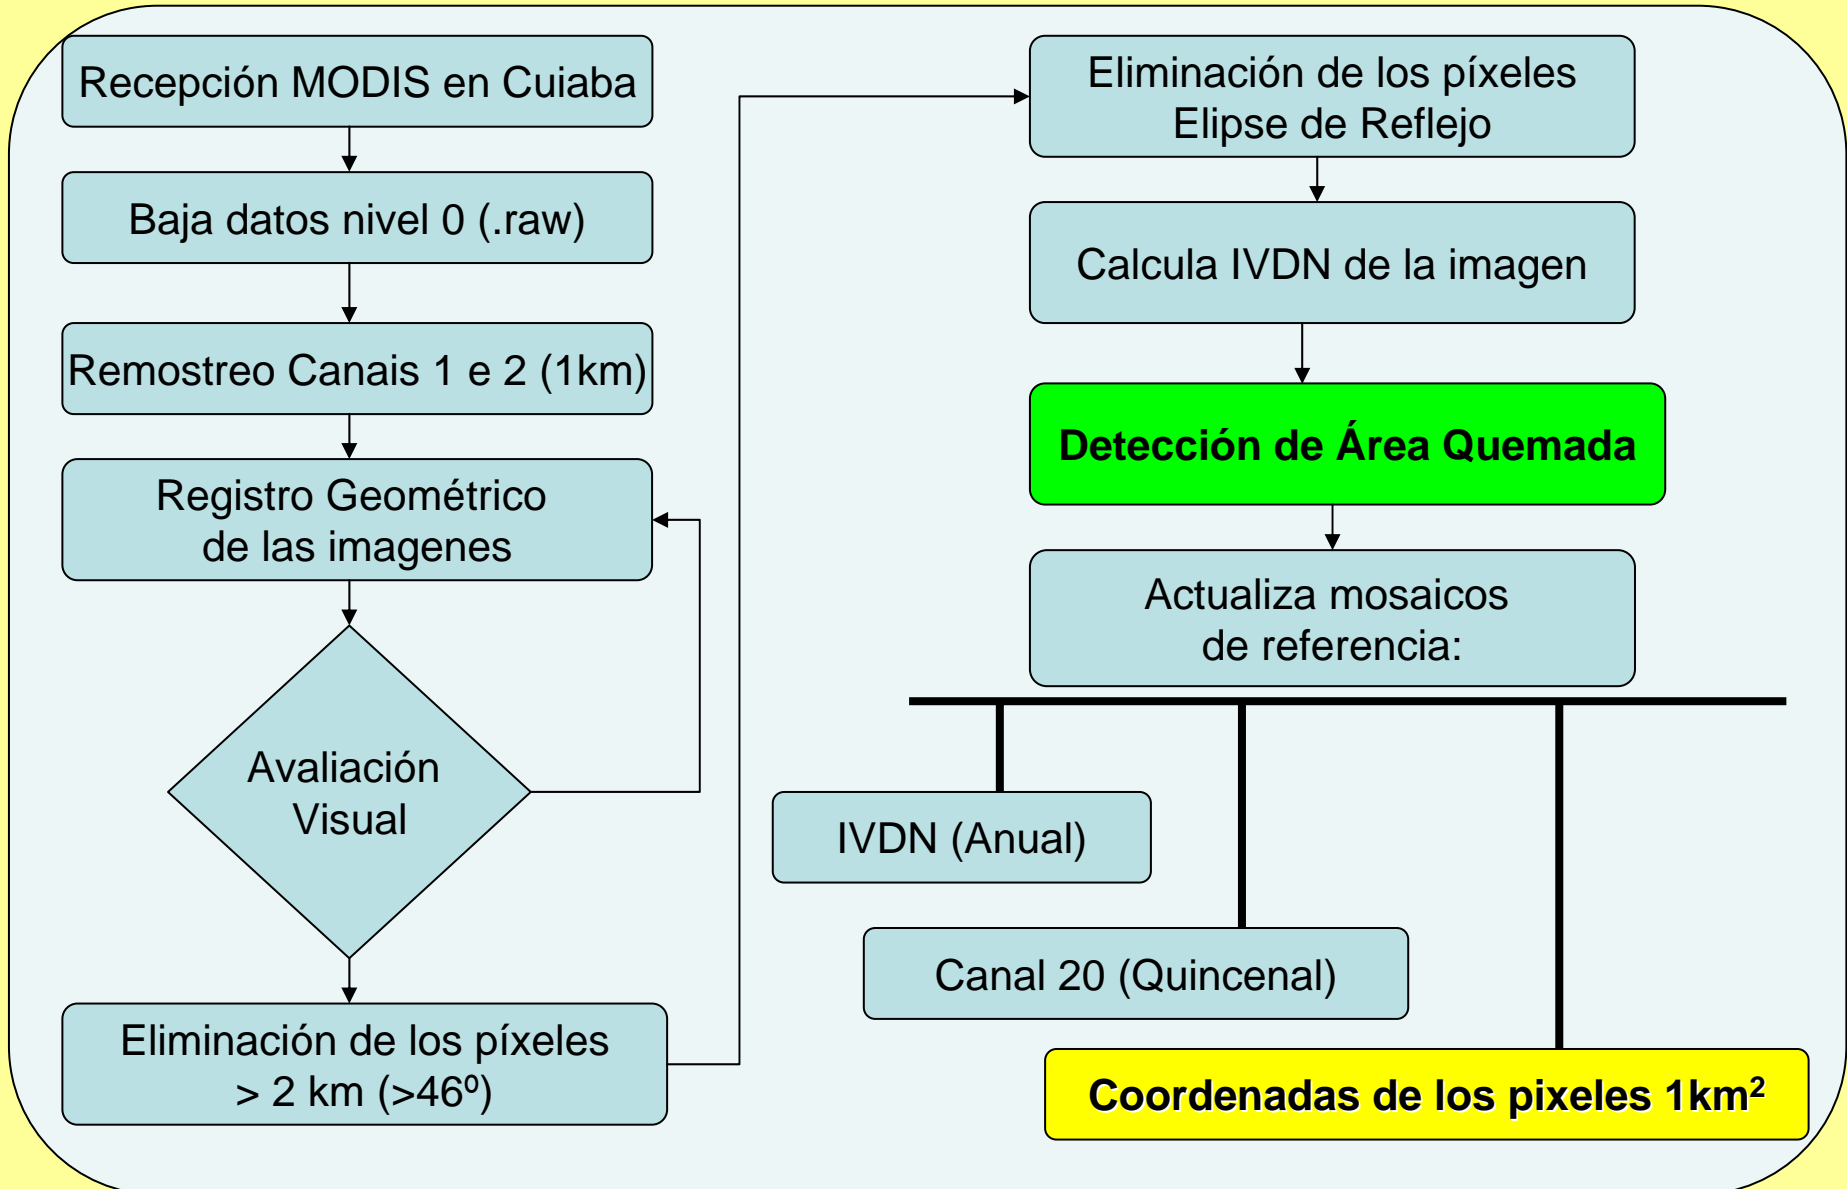 Recepción MODIS en Cuiaba
Baja datos nivel 0 (.raw)
Remostreo Canais 1 e 2 (1km)
Registro Geométrico
de las imagenes
Avaliación
Visual
Eliminación de los píxeles
> 2 km (>46º)
Eliminación de los píxeles
Elipse de Reflejo
Calcula IVDN de la imagen
Detección de Área Quemada
Actualiza mosaicos
de referencia:
IVDN (Anual)
Canal 20 (Quincenal)
Coordenadas de los pixeles 1km²